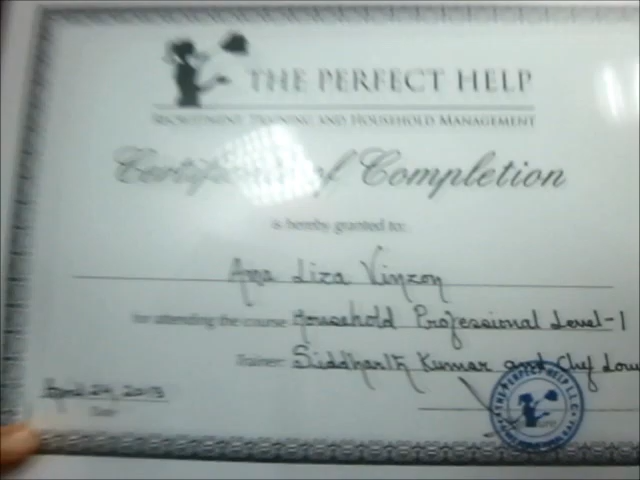 THE PERFECT HELP
RECRUITMENT, TRAINING AND HOUSEHOLD MANAGEMENT
Certificate of Completion
is hereby granted to:
Ana Liza Vinzon
for attending the course Household Professional Level-1
Trainer: Siddharth Kumar and Chef
April 24, 2013
Date
THE PERFECT HELP L.L.C